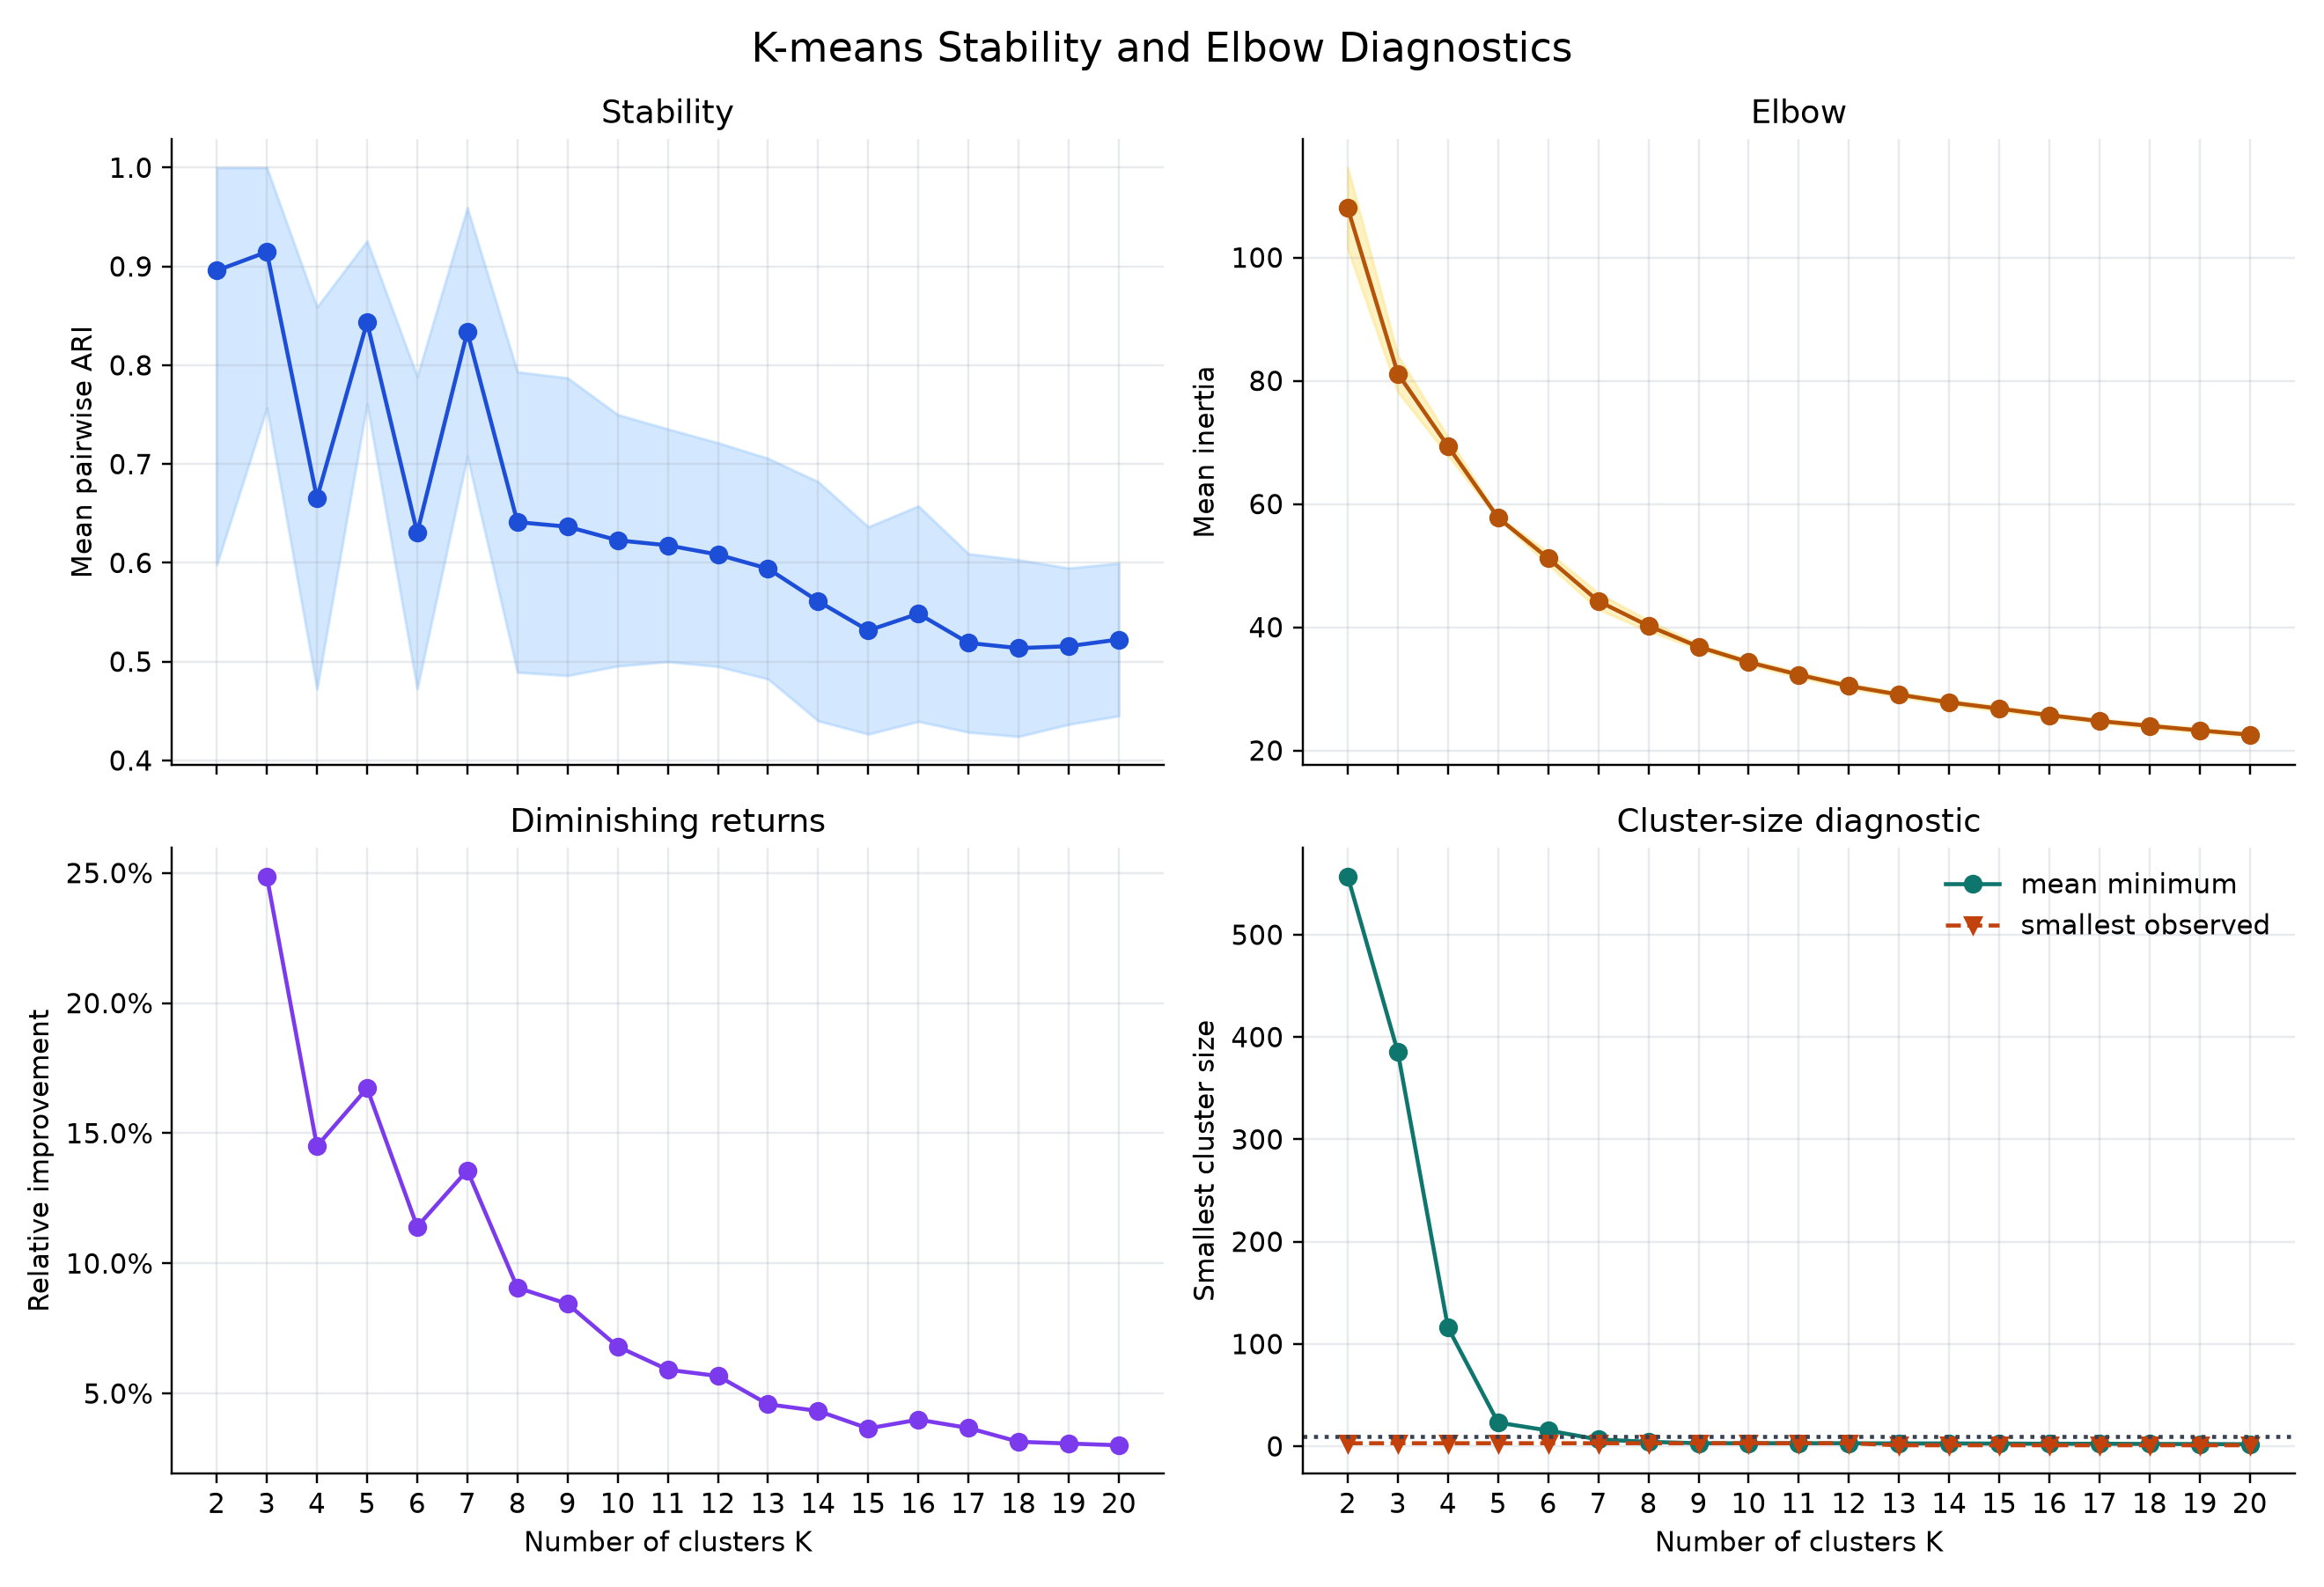 K-means Stability and Elbow Diagnostics
Stability
Mean pairwise ARI
1.0
0.9
0.8
0.7
0.6
0.5
0.4
Elbow
Mean inertia
100
80
60
40
20
Diminishing returns
Relative improvement
25.0%
20.0%
15.0%
10.0%
5.0%
2 3 4 5 6 7 8 9 10 11 12 13 14 15 16 17 18 19 20
Number of clusters K
Cluster-size diagnostic
mean minimum
smallest observed
Smallest cluster size
500
400
300
200
100
0
2 3 4 5 6 7 8 9 10 11 12 13 14 15 16 17 18 19 20
Number of clusters K